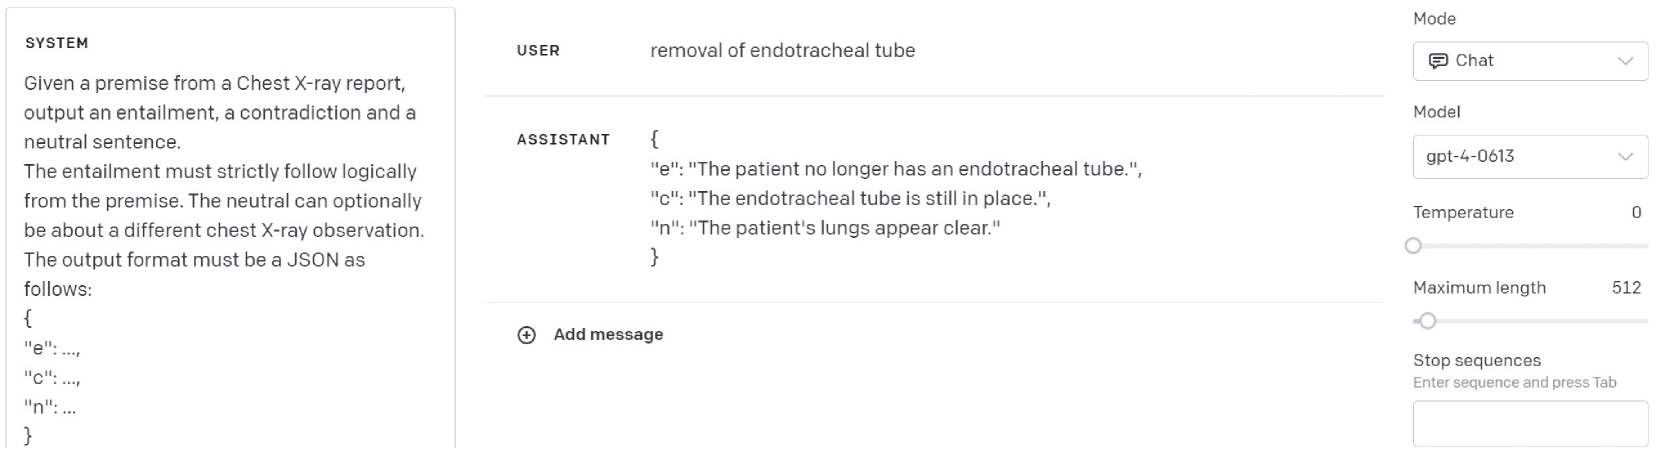 SYSTEM
Given a premise from a Chest X-ray report,
output an entailment, a contradiction and a
neutral sentence.
The entailment must strictly follow logically
from the premise. The neutral can optionally
be about a different chest X-ray observation.
The output format must be a JSON as
follows:
{
"e": ...,
"c": ...,
"n": ...
}
USER
removal of endotracheal tube
ASSISTANT
{
"e": "The patient no longer has an endotracheal tube.",
"c": "The endotracheal tube is still in place.",
"n": "The patient's lungs appear clear."
}
Add message
Mode
Chat
Model
gpt-4-0613
Temperature 0
Maximum length 512
Stop sequences
Enter sequence and press Tab